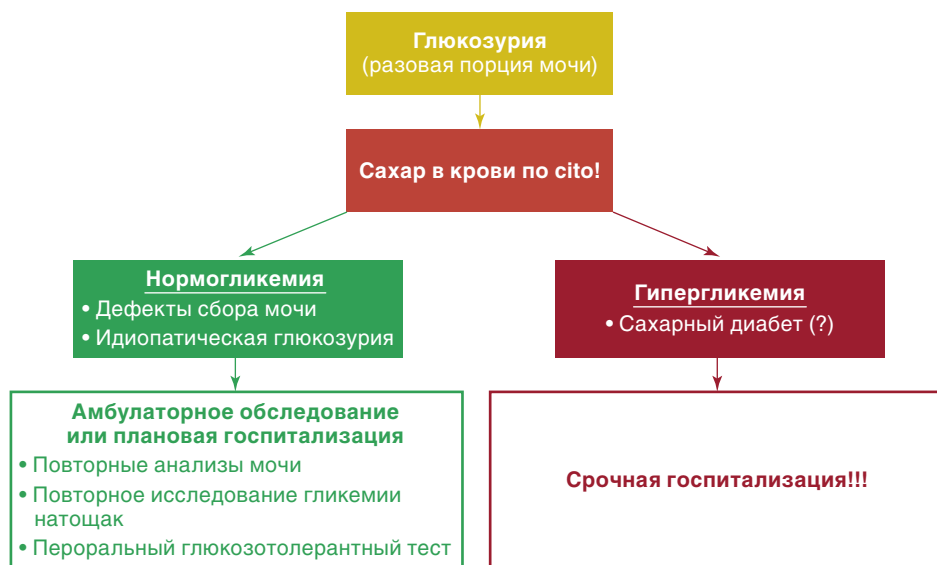 Глюкозурия
(разовая порция мочи)
Сахар в крови по cito!
Нормогликемия
• Дефекты сбора мочи
• Идиопатическая глюкозурия
Гипергликемия
• Сахарный диабет (?)
Амбулаторное обследование
или плановая госпитализация
• Повторные анализы мочи
• Повторное исследование гликемии
натощак
• Пероральный глюкозотолерантный тест
Срочная госпитализация!!!